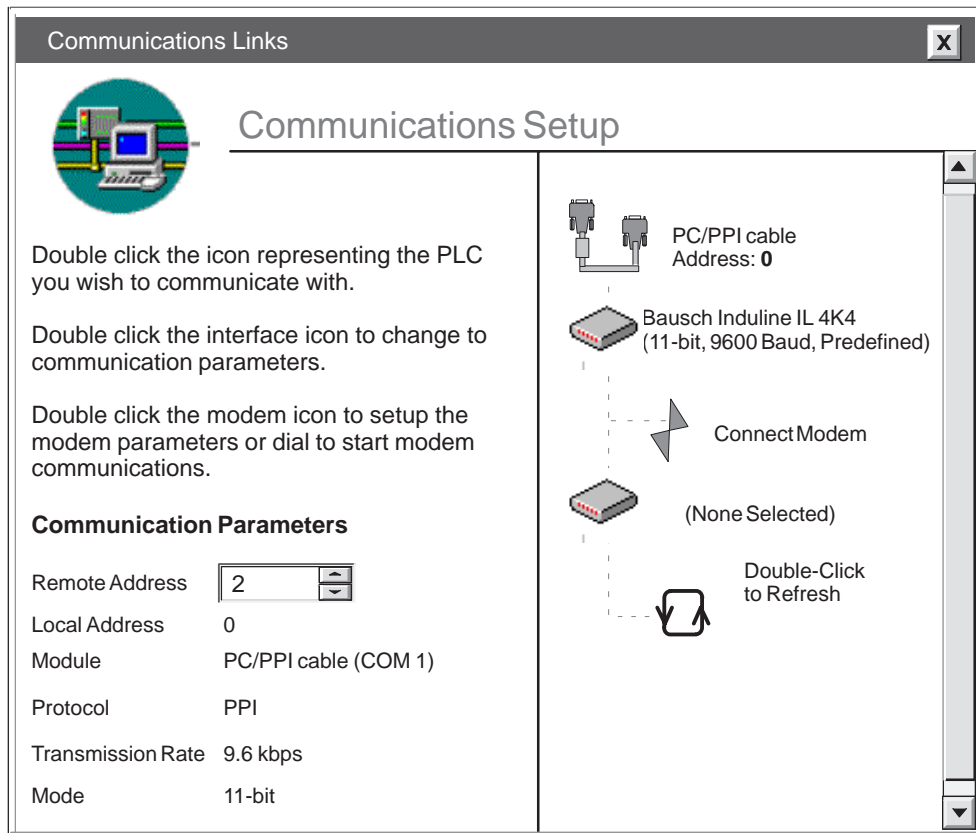 Communications Links
X
Communications Setup
Double click the icon representing the PLC
you wish to communicate with.
Double click the interface icon to change to
communication parameters.
Double click the modem icon to setup the
modem parameters or dial to start modem
communications.
Communication Parameters
Remote Address 2
Local Address 0
Module PC/PPI cable (COM 1)
Protocol PPI
Transmission Rate 9.6 kbps
Mode 11-bit
PC/PPI cable
Address: 0
Bausch Induline IL 4K4
(11-bit, 9600 Baud, Predefined)
Connect Modem
(None Selected)
Double-Click
to Refresh